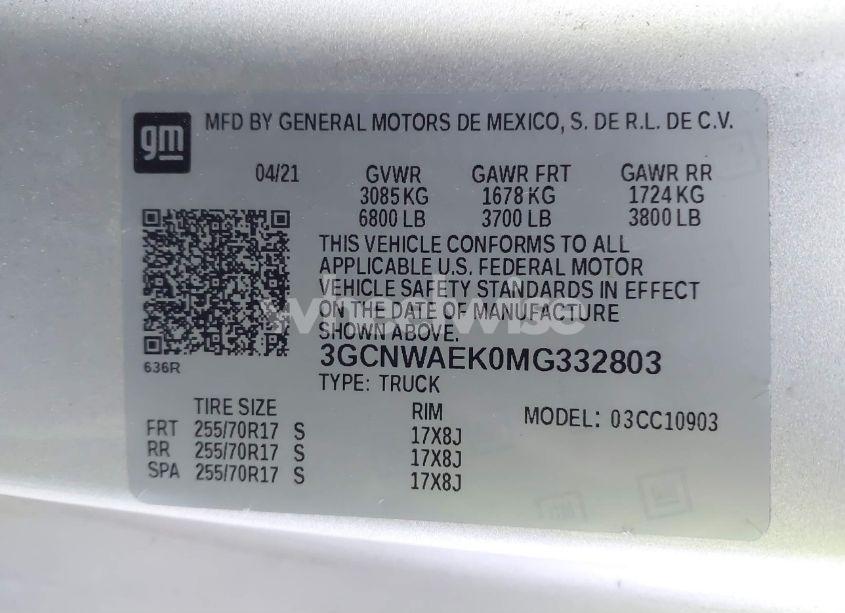 gm
MFD BY GENERAL MOTORS DE MEXICO, S. DE R.L. DE C.V.
04/21 GVWR GAWR FRT GAWR RR
3085 KG 1678 KG 1724 KG
6800 LB 3700 LB 3800 LB
THIS VEHICLE CONFORMS TO ALL
APPLICABLE U.S. FEDERAL MOTOR
VEHICLE SAFETY STANDARDS IN EFFECT
ON THE DATE OF MANUFACTURE
SHOWN ABOVE.
636R
3GCNWAEK0MG332803
TYPE: TRUCK
TIRE SIZE RIM MODEL: 03CC10903
FRT 255/70R17 S 17X8J
RR 255/70R17 S 17X8J
SPA 255/70R17 S 17X8J